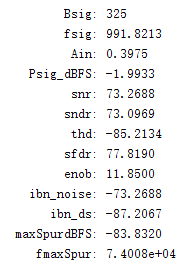 Bsig: 325
fsig: 991.8213
Ain: 0.3975
Psig_dBFS: -1.9933
snr: 73.2688
sndr: 73.0969
thd: -85.2134
sfdr: 77.8190
enob: 11.8500
ibn_noise: -73.2688
ibn_ds: -87.2067
maxSpurdBFS: -83.8320
fmaxSpur: 7.4008e+04